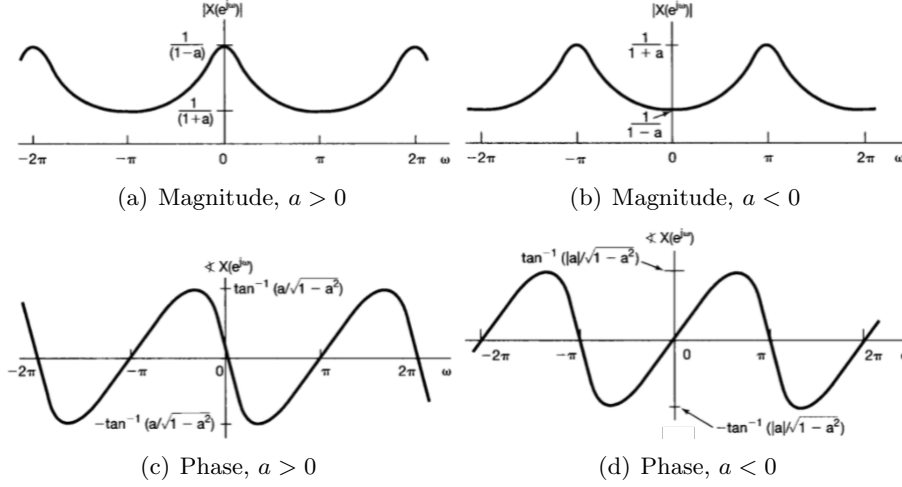 |X(e^{jω})|
1/(1−a)
1/(1+a)
−2π −π 0 π 2π ω
(a) Magnitude, a > 0
|X(e^{jω})|
1/(1 + a)
1/(1 − a)
−2π −π 0 π 2π ω
(b) Magnitude, a < 0
∢ X(e^{jω})
tan⁻¹ (a/√(1 − a²))
−2π −π 0 π 2π ω
−tan⁻¹ (a/√(1 − a²))
(c) Phase, a > 0
∢ X(e^{jω})
tan⁻¹ (|a|/√(1 − a²))
−2π −π 0 π 2π ω
−tan⁻¹ (|a|/√(1 − a²))
(d) Phase, a < 0